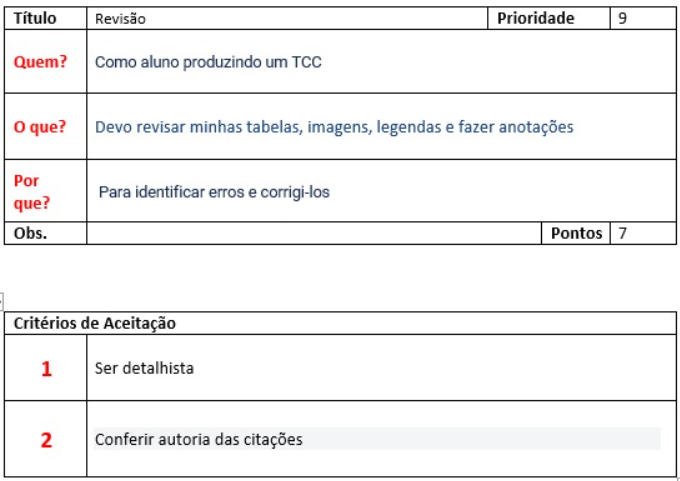 Título Revisão Prioridade 9
Quem? Como aluno produzindo um TCC
O que? Devo revisar minhas tabelas, imagens, legendas e fazer anotações
Por
que? Para identificar erros e corrigi-los
Obs. Pontos 7
Critérios de Aceitação
1 Ser detalhista
2 Conferir autoria das citações